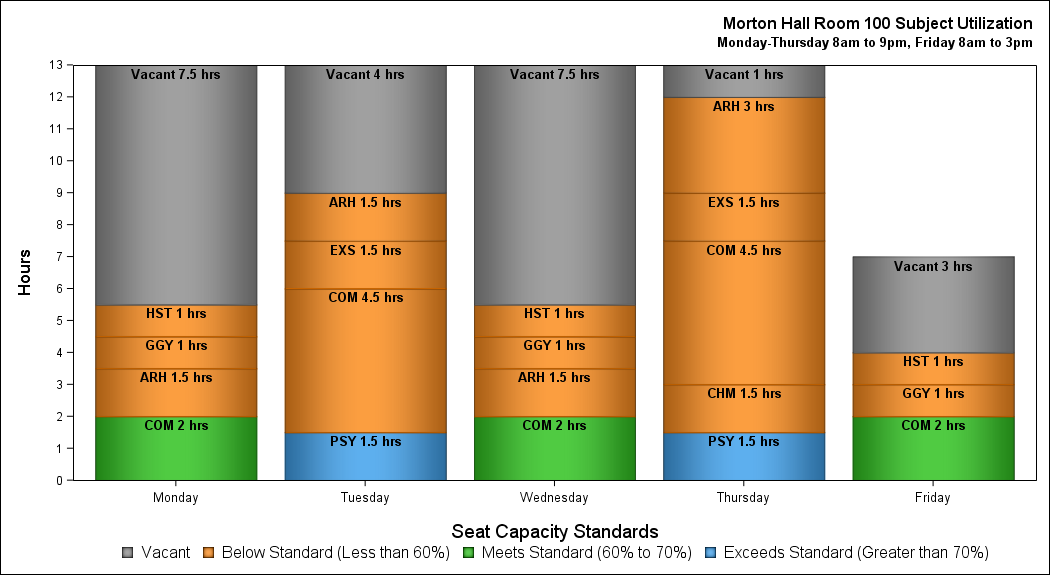 Morton Hall Room 100 Subject Utilization
Monday-Thursday 8am to 9pm, Friday 8am to 3pm
Hours
13
12
11
10
9
8
7
6
5
4
3
2
1
0
Vacant 7.5 hrs
HST 1 hrs
GGY 1 hrs
ARH 1.5 hrs
COM 2 hrs
Vacant 4 hrs
ARH 1.5 hrs
EXS 1.5 hrs
COM 4.5 hrs
PSY 1.5 hrs
Vacant 7.5 hrs
HST 1 hrs
GGY 1 hrs
ARH 1.5 hrs
COM 2 hrs
Vacant 1 hrs
ARH 3 hrs
EXS 1.5 hrs
COM 4.5 hrs
CHM 1.5 hrs
PSY 1.5 hrs
Vacant 3 hrs
HST 1 hrs
GGY 1 hrs
COM 2 hrs
Monday Tuesday Wednesday Thursday Friday
Seat Capacity Standards
Vacant Below Standard (Less than 60%) Meets Standard (60% to 70%) Exceeds Standard (Greater than 70%)